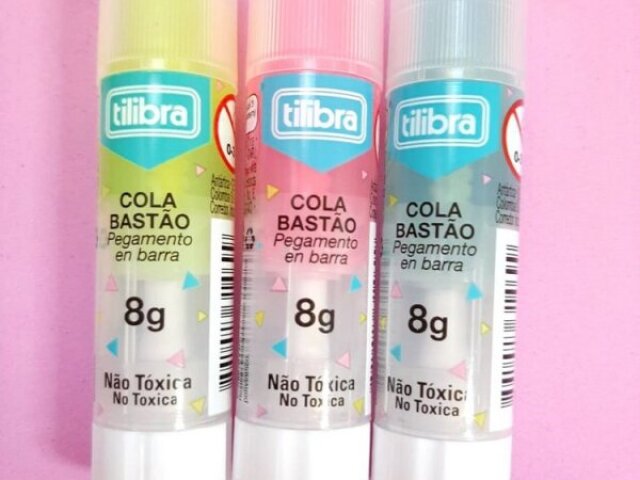 tilibra
COLA
BASTÃO
Pegamento
en barra
8g
Não Tóxica
No Toxica
tilibra
COLA
BASTÃO
Pegamento
en barra
8g
Não Tóxica
No Toxica
tilibra
COLA
BASTÃO
Pegamento
en barra
8g
Não Tóxica
No Toxica